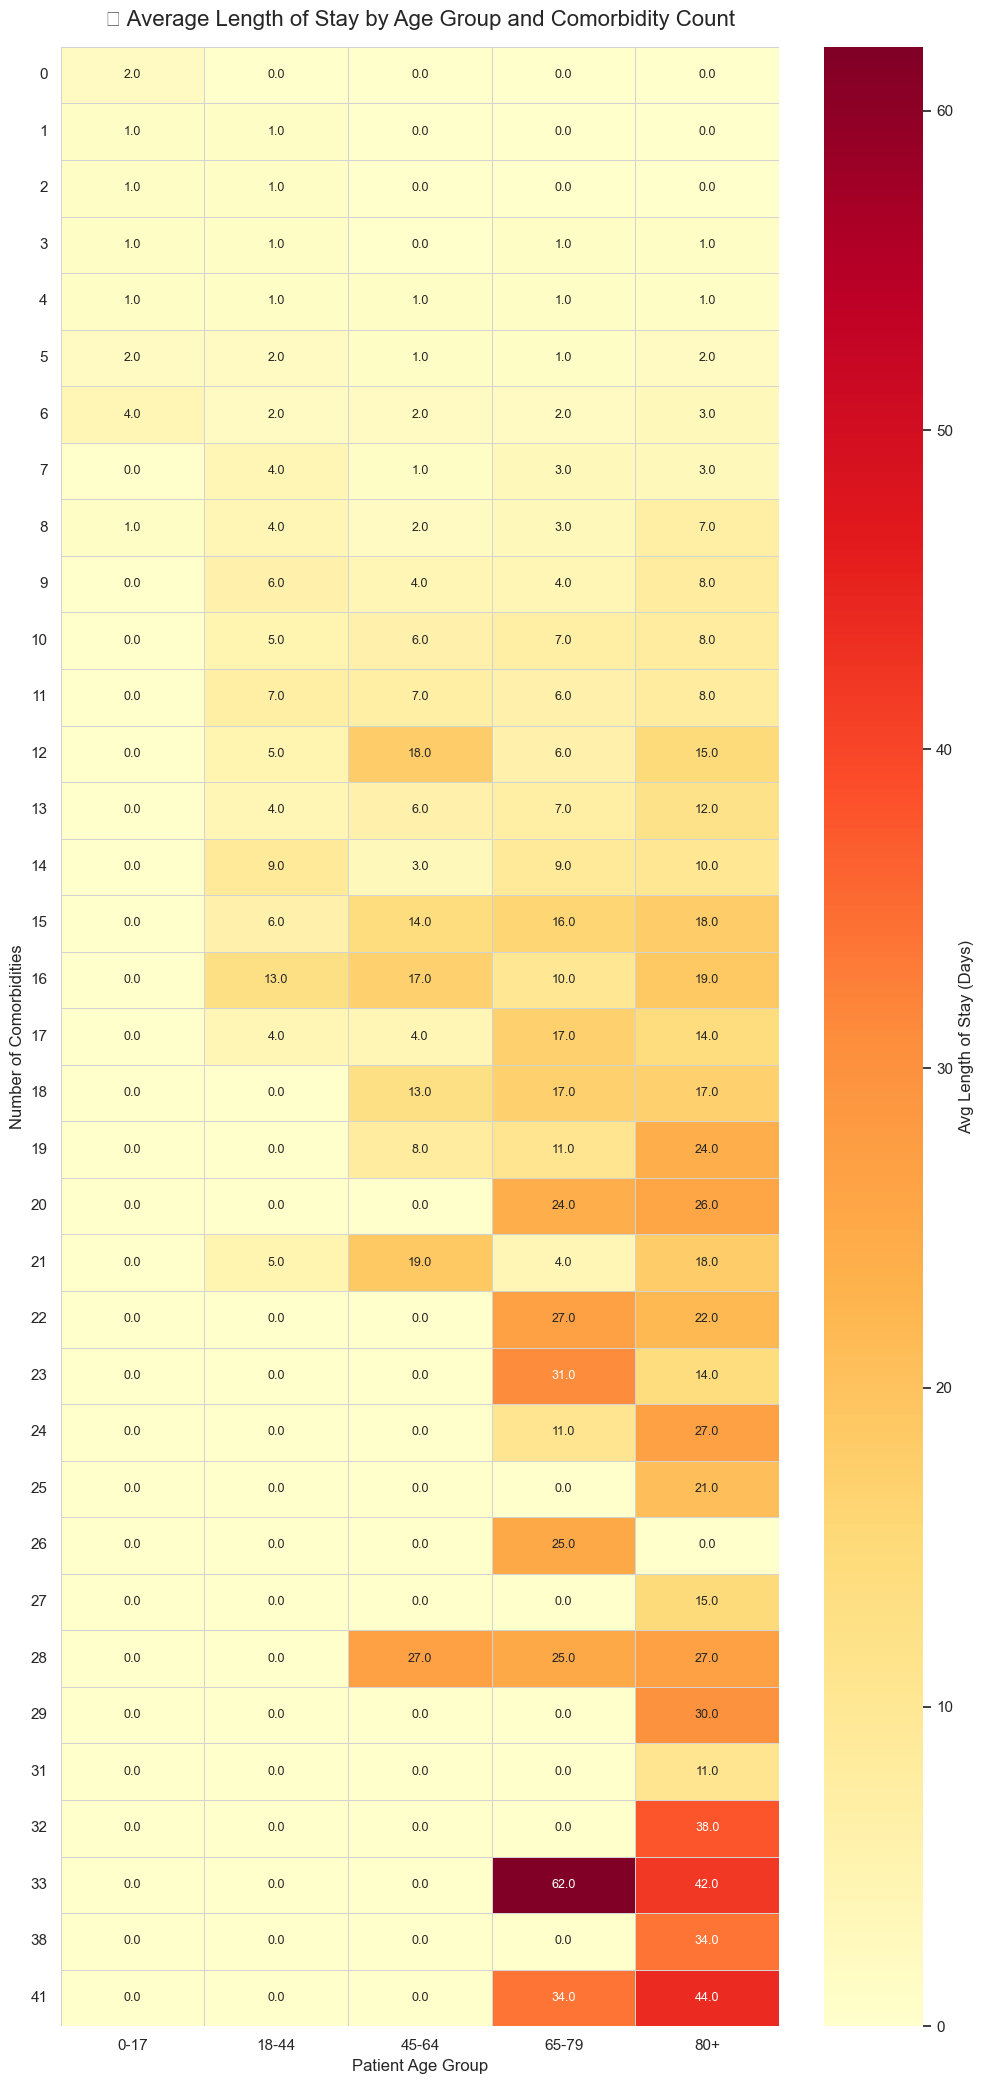 Average Length of Stay by Age Group and Comorbidity Count
0 2.0 0.0 0.0 0.0 0.0
1 1.0 1.0 0.0 0.0 0.0
2 1.0 1.0 0.0 0.0 0.0
3 1.0 1.0 0.0 1.0 1.0
4 1.0 1.0 1.0 1.0 1.0
5 2.0 2.0 1.0 1.0 2.0
6 4.0 2.0 2.0 2.0 3.0
7 0.0 4.0 1.0 3.0 3.0
8 1.0 4.0 2.0 3.0 7.0
9 0.0 6.0 4.0 4.0 8.0
10 0.0 5.0 6.0 7.0 8.0
11 0.0 7.0 7.0 6.0 8.0
12 0.0 5.0 18.0 6.0 15.0
13 0.0 4.0 6.0 7.0 12.0
14 0.0 9.0 3.0 9.0 10.0
15 0.0 6.0 14.0 16.0 18.0
16 0.0 13.0 17.0 10.0 19.0
17 0.0 4.0 4.0 17.0 14.0
18 0.0 0.0 13.0 17.0 17.0
19 0.0 0.0 8.0 11.0 24.0
20 0.0 0.0 0.0 24.0 26.0
21 0.0 5.0 19.0 4.0 18.0
22 0.0 0.0 0.0 27.0 22.0
23 0.0 0.0 0.0 31.0 14.0
24 0.0 0.0 0.0 11.0 27.0
25 0.0 0.0 0.0 0.0 21.0
26 0.0 0.0 0.0 25.0 0.0
27 0.0 0.0 0.0 0.0 15.0
28 0.0 0.0 27.0 25.0 27.0
29 0.0 0.0 0.0 0.0 30.0
31 0.0 0.0 0.0 0.0 11.0
32 0.0 0.0 0.0 0.0 38.0
33 0.0 0.0 0.0 62.0 42.0
38 0.0 0.0 0.0 0.0 34.0
41 0.0 0.0 0.0 34.0 44.0
0-17 18-44 45-64 65-79 80+
Patient Age Group
Number of Comorbidities
60
50
40
30
20
10
0
Avg Length of Stay (Days)